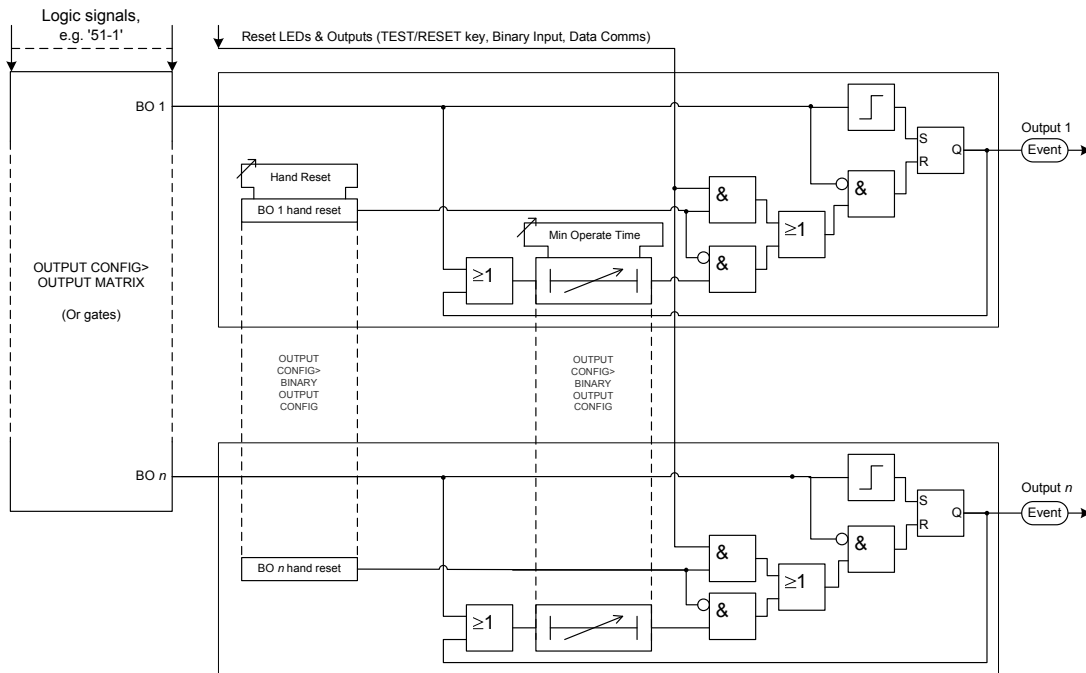 Logic signals,
e.g. '51-1'
Reset LEDs & Outputs (TEST/RESET key, Binary Input, Data Comms)
BO 1
Output 1
S
Q
R
Event
Hand Reset
&
&
BO 1 hand reset
≥1
Min Operate Time
&
OUTPUT CONFIG>
OUTPUT MATRIX
(Or gates)
≥1
OUTPUT
CONFIG>
BINARY
OUTPUT
CONFIG
OUTPUT
CONFIG>
BINARY
OUTPUT
CONFIG
BO n
Output n
S
Q
R
Event
&
&
BO n hand reset
≥1
&
≥1